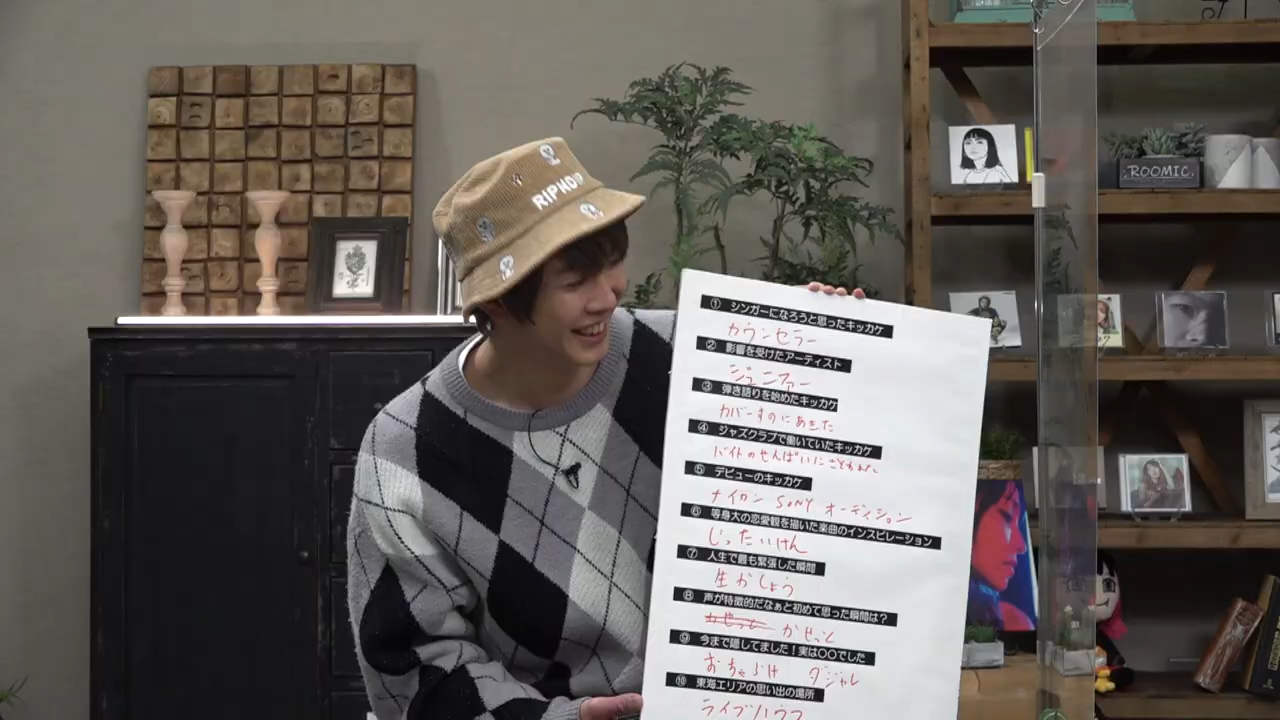 RIPNDIP
ROOMIC.
① シンガーになろうと思ったキッカケ
カウンセラー
② 影響を受けたアーティスト
ジェニファー
③ 弾き語りを始めたキッカケ
カバーすのにあきた
④ ジャズクラブで働いていたキッカケ
バイトのせんぱいにさそわれた
⑤ デビューのキッカケ
ナイロン SONY オーディション
⑥ 等身大の恋愛観を描いた楽曲のインスピレーション
じったいけん
⑦ 人生で最も緊張した瞬間
生かしょう
⑧ 声が特徴的だなぁと初めて思った瞬間は?
かせっと
⑨ 今まで隠してました!実は〇〇でした
おちゃらけ ダジャレ
⑩ 東海エリアの思い出の場所
ライブハウス